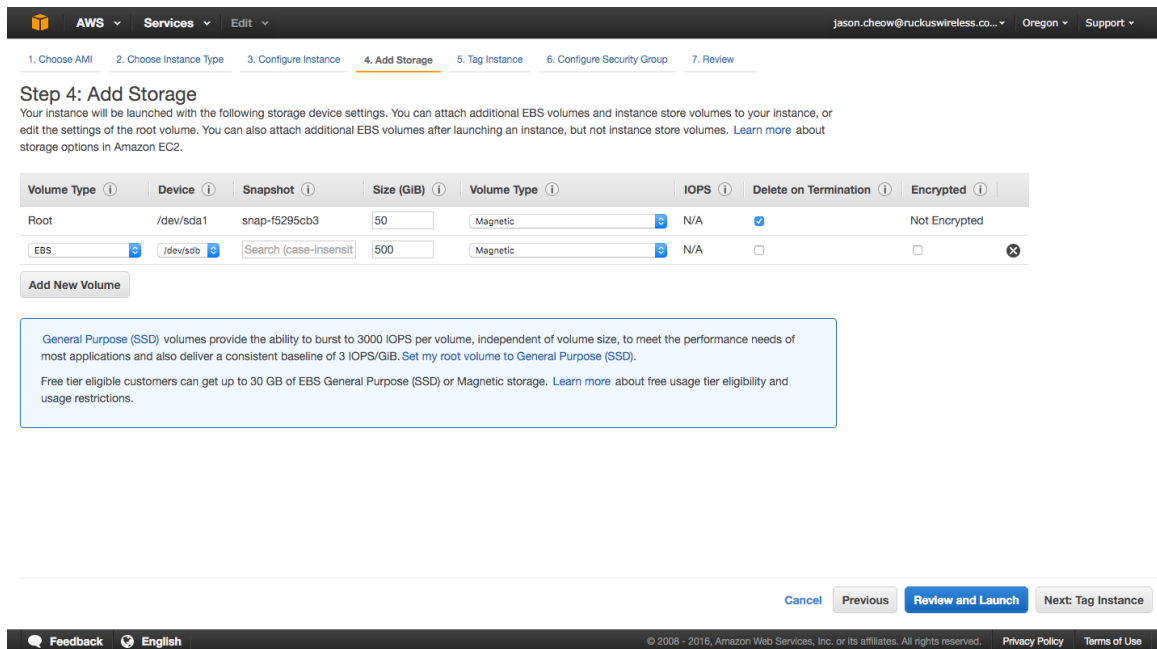 AWS Services Edit jason.cheow@ruckuswireless.co... Oregon Support
1. Choose AMI 2. Choose Instance Type 3. Configure Instance 4. Add Storage 5. Tag Instance 6. Configure Security Group 7. Review
Step 4: Add Storage
Your instance will be launched with the following storage device settings. You can attach additional EBS volumes and instance store volumes to your instance, or
edit the settings of the root volume. You can also attach additional EBS volumes after launching an instance, but not instance store volumes. Learn more about
storage options in Amazon EC2.
Volume Type Device Snapshot Size (GiB) Volume Type IOPS Delete on Termination Encrypted
Root /dev/sda1 snap-f5295cb3 50 Magnetic N/A Not Encrypted
EBS /dev/sdb Search (case-insensit 500 Magnetic N/A
Add New Volume
General Purpose (SSD) volumes provide the ability to burst to 3000 IOPS per volume, independent of volume size, to meet the performance needs of
most applications and also deliver a consistent baseline of 3 IOPS/GiB. Set my root volume to General Purpose (SSD).
Free tier eligible customers can get up to 30 GB of EBS General Purpose (SSD) or Magnetic storage. Learn more about free usage tier eligibility and
usage restrictions.
Cancel Previous Review and Launch Next: Tag Instance
Feedback English © 2008 - 2016, Amazon Web Services, Inc. or its affiliates. All rights reserved. Privacy Policy Terms of Use